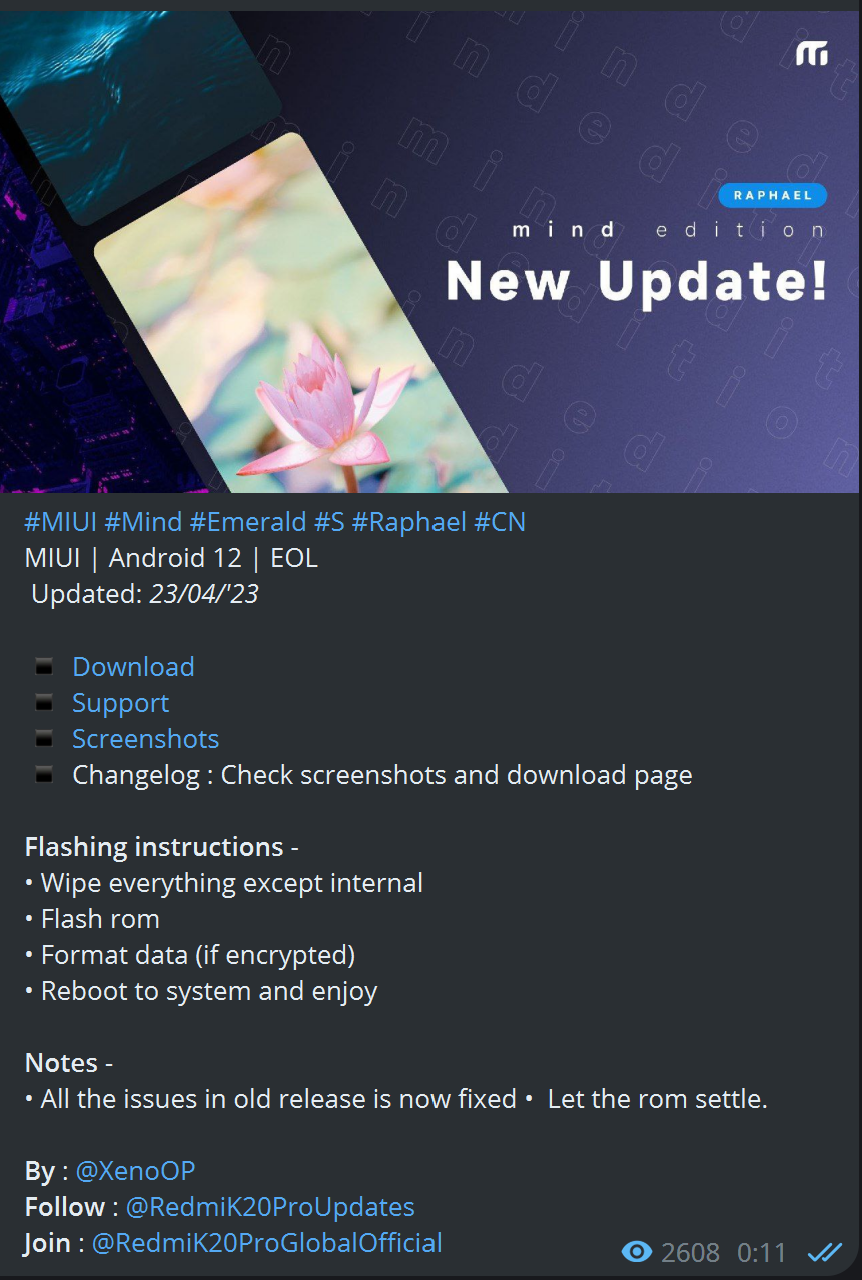 RAPHAEL
mind edition
New Update!
#MIUI #Mind #Emerald #S #Raphael #CN
MIUI | Android 12 | EOL
Updated: 23/04/'23
Download
Support
Screenshots
Changelog : Check screenshots and download page
Flashing instructions -
• Wipe everything except internal
• Flash rom
• Format data (if encrypted)
• Reboot to system and enjoy
Notes -
• All the issues in old release is now fixed •  Let the rom settle.
By : @XenoOP
Follow : @RedmiK20ProUpdates
Join : @RedmiK20ProGlobalOfficial
2608 0:11